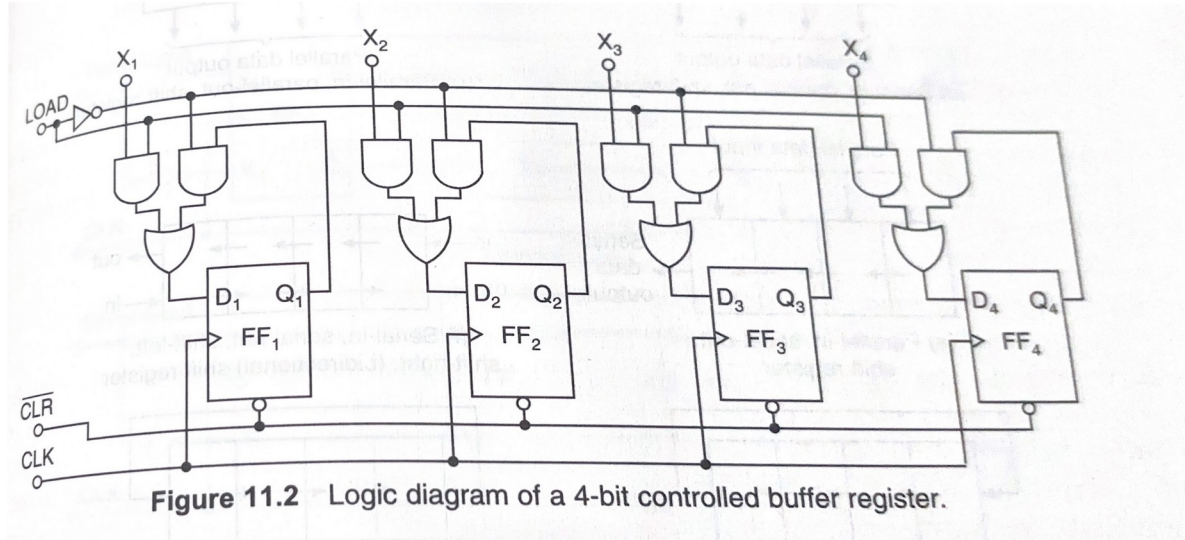 X₁ X₂ X₃ X₄
LOAD
D₁ Q₁ D₂ Q₂ D₃ Q₃ D₄ Q₄
FF₁ FF₂ FF₃ FF₄
C̅L̅R̅
CLK
Figure 11.2 Logic diagram of a 4-bit controlled buffer register.